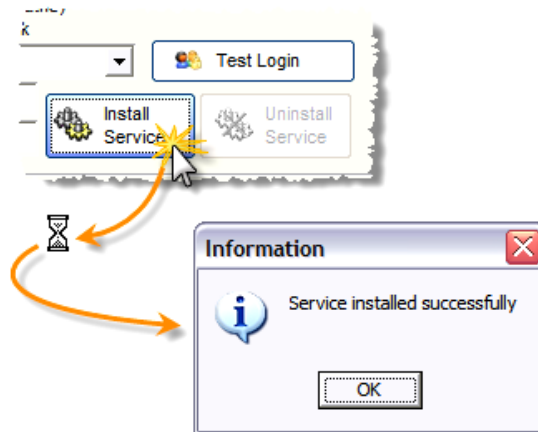 k
Test Login
Install
Service
Uninstall
Service
Information
Service installed successfully
OK